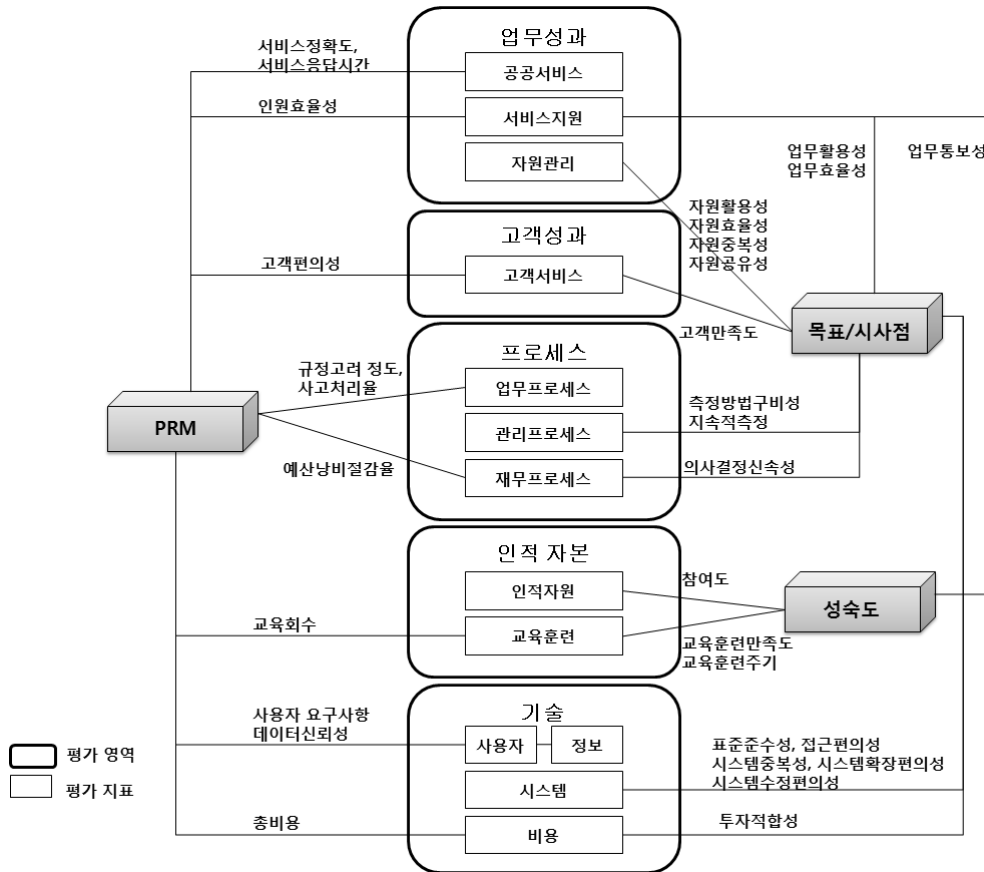 업무성과
서비스정확도,
서비스응답시간
공공서비스
인원효율성
서비스지원
업무활용성
업무효율성
업무통보성
자원관리
자원활용성
자원효율성
자원중복성
자원공유성
고객성과
고객편의성
고객서비스
고객만족도
목표/시사점
프로세스
규정고려 정도,
사고처리율
업무프로세스
측정방법구비성
지속적측정
관리프로세스
PRM
예산낭비절감율
재무프로세스
의사결정신속성
인적 자본
인적자원
참여도
성숙도
교육회수
교육훈련
교육훈련만족도
교육훈련주기
기술
사용자 요구사항
데이터신뢰성
사용자
정보
표준준수성, 접근편의성
시스템중복성, 시스템확장편의성
시스템수정편의성
시스템
총비용
비용
투자적합성
평가 영역
평가 지표